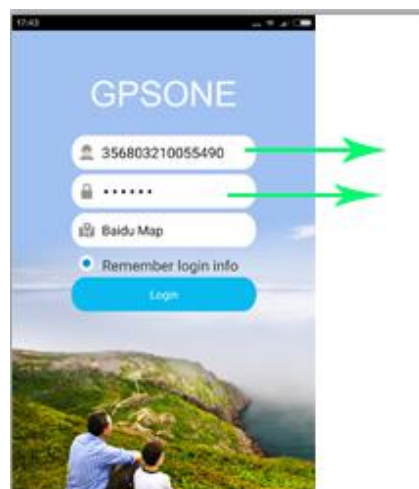 17:43
GPSONE
356803210055490
••••••
Baidu Map
Remember login info
Login